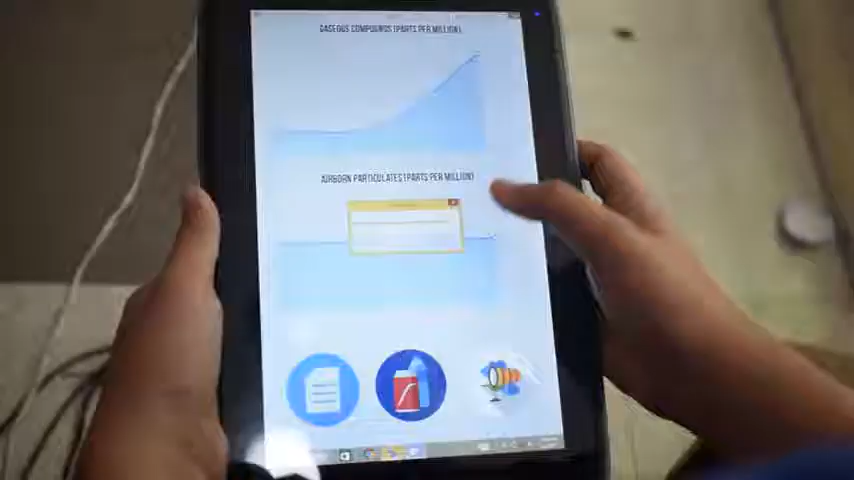 GASEOUS COMPOUNDS (PARTS PER MILLION)
AIRBORN PARTICULATES (PARTS PER MILLION)